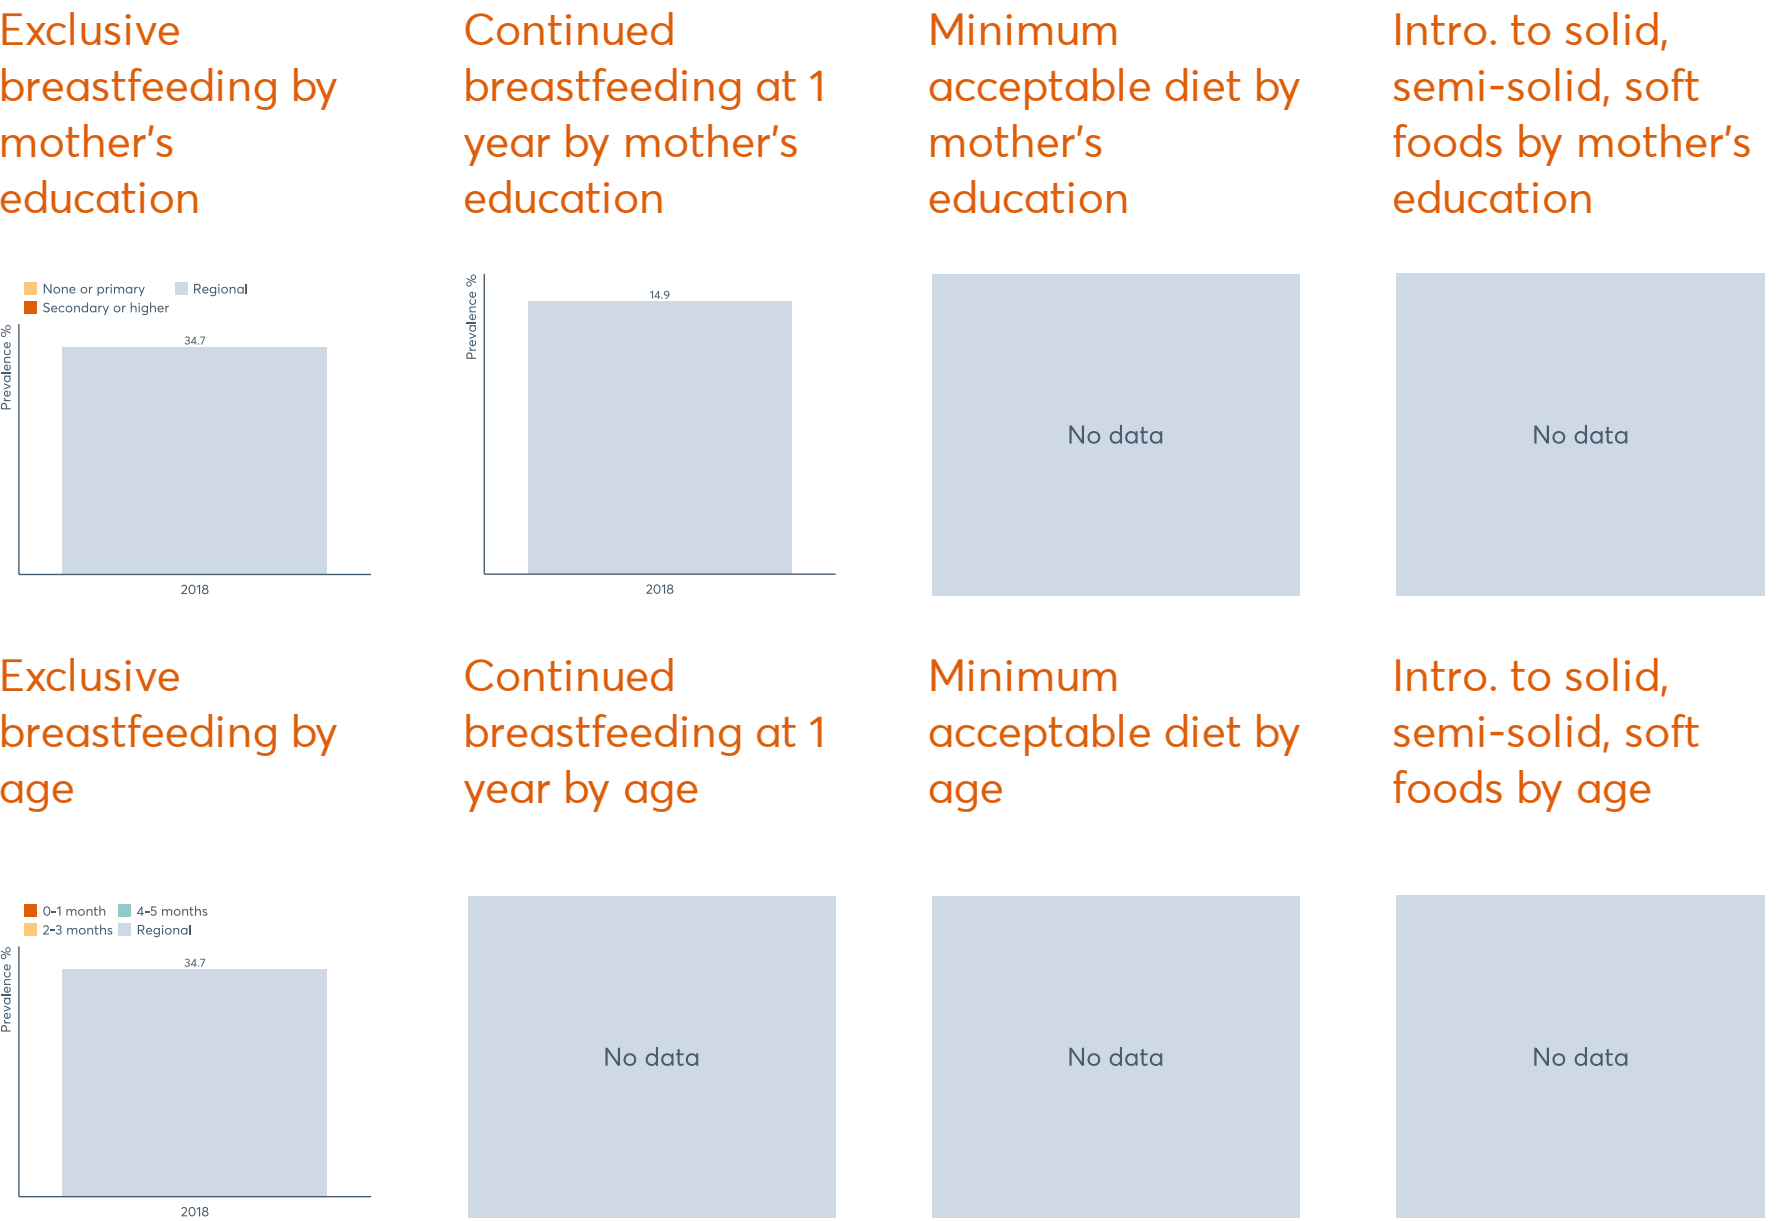 Exclusive
breastfeeding by
mother's
education
Continued
breastfeeding at 1
year by mother's
education
Minimum
acceptable diet by
mother's
education
Intro. to solid,
semi-solid, soft
foods by mother's
education
None or primary
Regional
Secondary or higher
Prevalence %
34.7
2018
Prevalence %
14.9
2018
No data
No data
Exclusive
breastfeeding by
age
Continued
breastfeeding at 1
year by age
Minimum
acceptable diet by
age
Intro. to solid,
semi-solid, soft
foods by age
0-1 month
4-5 months
2-3 months
Regional
Prevalence %
34.7
2018
No data
No data
No data